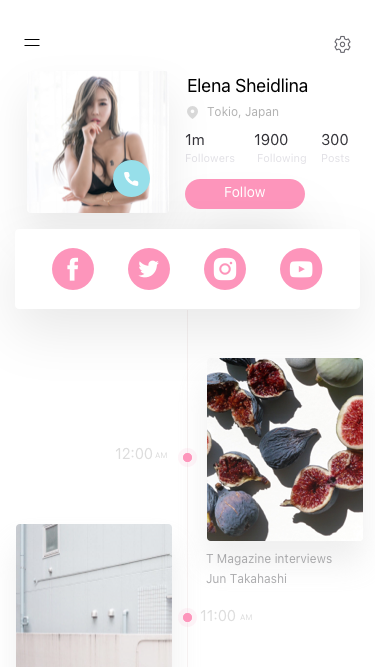 Elena Sheidlina
Tokio, Japan
1m 1900 300
Followers Following Posts
Follow
12:00 AM
T Magazine interviews
Jun Takahashi
11:00 AM